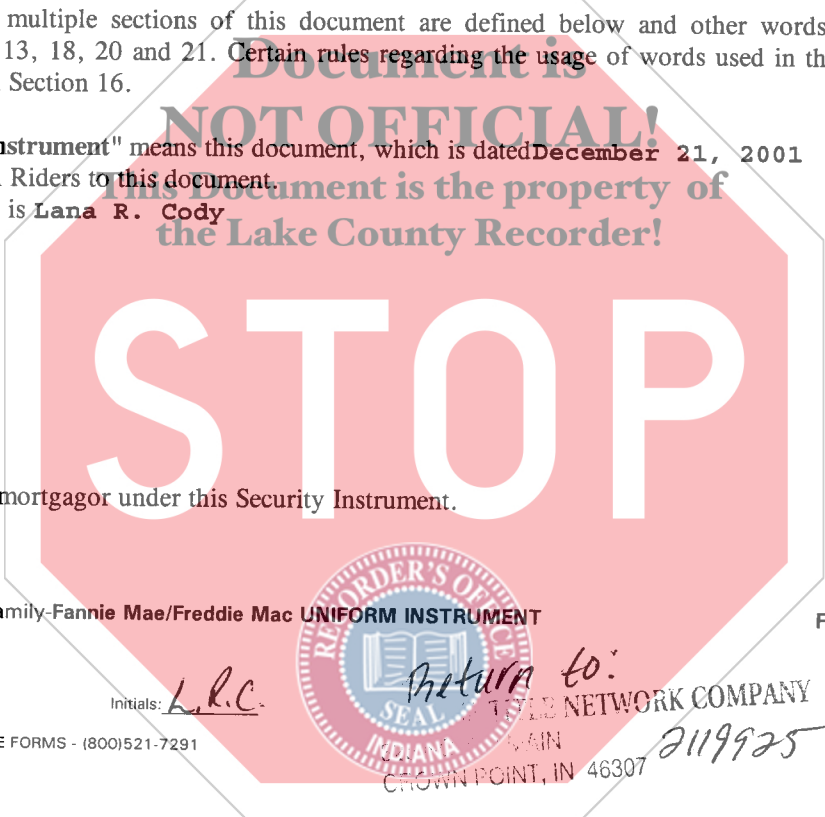 multiple sections of this document are defined below and other words
13, 18, 20 and 21. Certain rules regarding the usage of words used in th
Section 16.
Document is
NOT OFFICIAL!
nstrument" means this document, which is dated December 21, 2001
Riders to this document.
This Document is the property of
is Lana R. Cody
the Lake County Recorder!
STOP
mortgagor under this Security Instrument.
amily-Fannie Mae/Freddie Mac UNIFORM INSTRUMENT
F
RECORDER'S OFFICE
SEAL
INDIANA
Initials: L.R.C.
Return to:
TITLE NETWORK COMPANY
E FORMS - (800)521-7291
MAIN
2119925
CROWN POINT, IN 46307